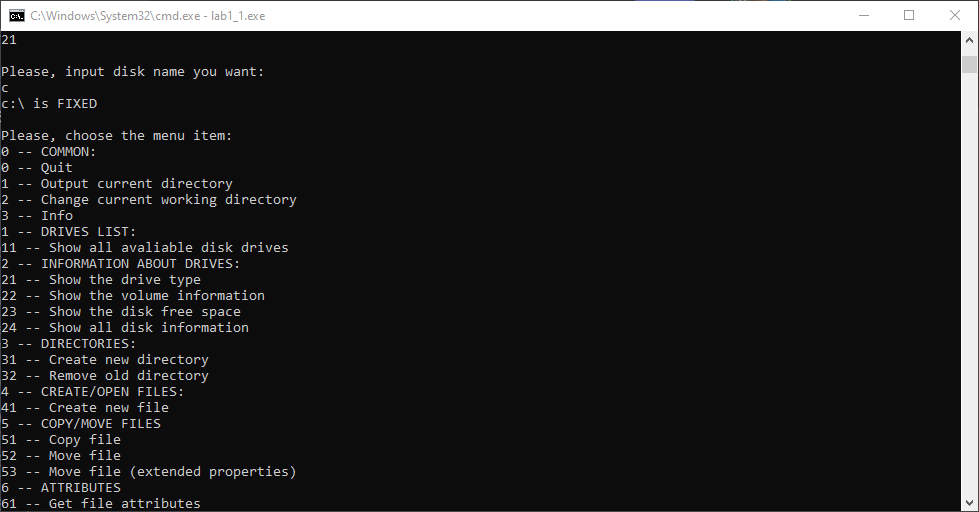 C:\Windows\System32\cmd.exe - lab1_1.exe
21
Please, input disk name you want:
c
c:\ is FIXED
Please, choose the menu item:
0 -- COMMON:
0 -- Quit
1 -- Output current directory
2 -- Change current working directory
3 -- Info
1 -- DRIVES LIST:
11 -- Show all avaliable disk drives
2 -- INFORMATION ABOUT DRIVES:
21 -- Show the drive type
22 -- Show the volume information
23 -- Show the disk free space
24 -- Show all disk information
3 -- DIRECTORIES:
31 -- Create new directory
32 -- Remove old directory
4 -- CREATE/OPEN FILES:
41 -- Create new file
5 -- COPY/MOVE FILES
51 -- Copy file
52 -- Move file
53 -- Move file (extended properties)
6 -- ATTRIBUTES
61 -- Get file attributes